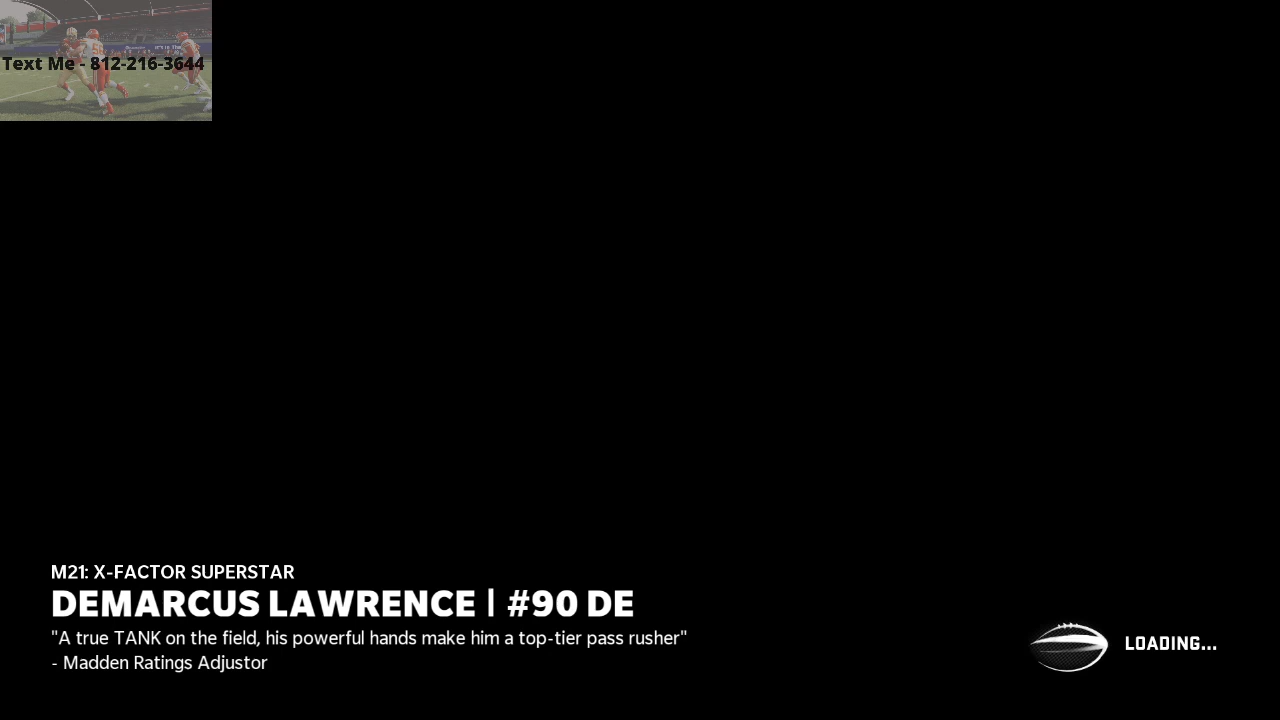 Text Me - 812-216-3644
M21: X-FACTOR SUPERSTAR
DEMARCUS LAWRENCE | #90 DE
"A true TANK on the field, his powerful hands make him a top-tier pass rusher"
- Madden Ratings Adjustor
LOADING...